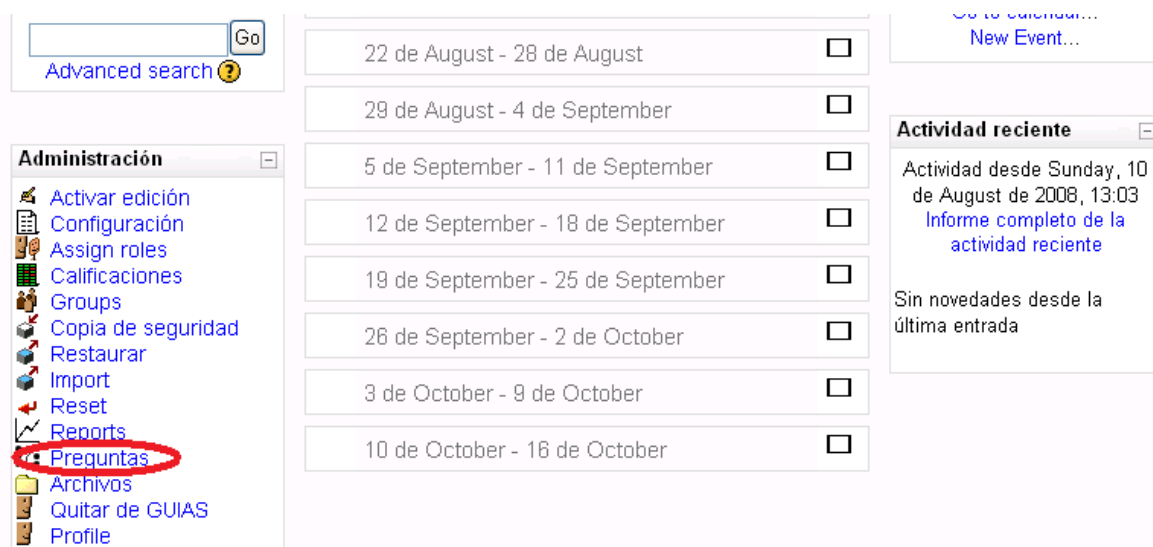 Go
Advanced search
Administración
Activar edición
Configuración
Assign roles
Calificaciones
Groups
Copia de seguridad
Restaurar
Import
Reset
Reports
Preguntas
Archivos
Quitar de GUIAS
Profile
22 de August - 28 de August
29 de August - 4 de September
5 de September - 11 de September
12 de September - 18 de September
19 de September - 25 de September
26 de September - 2 de October
3 de October - 9 de October
10 de October - 16 de October
Go to calendar...
New Event...
Actividad reciente
Actividad desde Sunday, 10
de August de 2008, 13:03
Informe completo de la
actividad reciente
Sin novedades desde la
última entrada